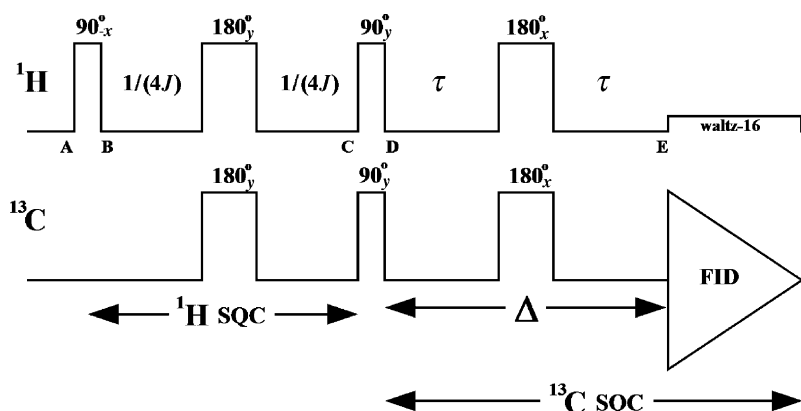 90°-x 180°y 90°y 180°x
¹H 1/(4J) 1/(4J) τ τ
waltz-16
A B C D E
180°y 90°y 180°x
¹³C
FID
¹H SQC Δ
¹³C SQC